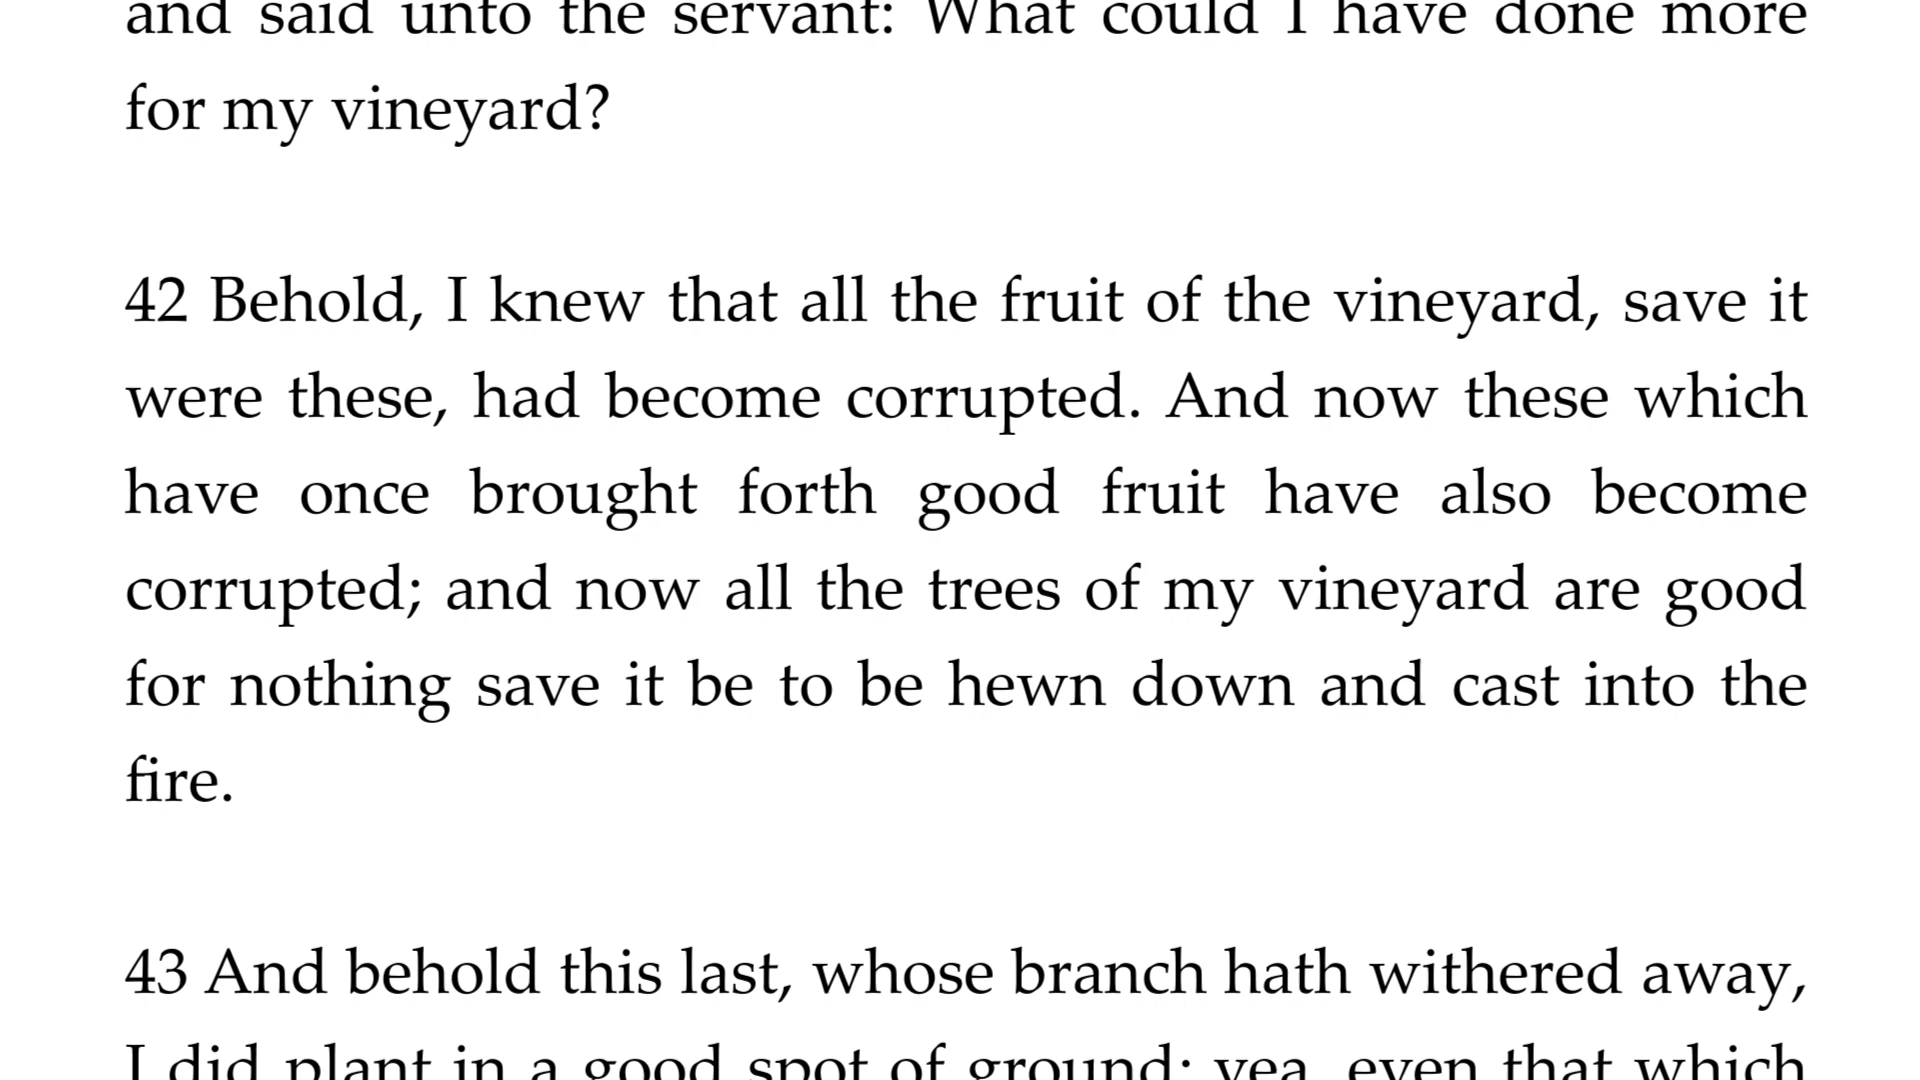 and said unto the servant: What could I have done more
for my vineyard?
42 Behold, I knew that all the fruit of the vineyard, save it
were these, had become corrupted. And now these which
have once brought forth good fruit have also become
corrupted; and now all the trees of my vineyard are good
for nothing save it be to be hewn down and cast into the
fire.
43 And behold this last, whose branch hath withered away,
I did plant in a good spot of ground; yea, even that which